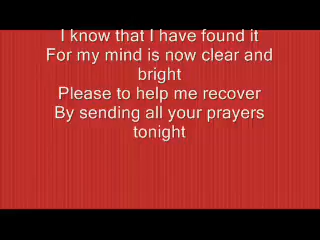 I know that I have found it
For my mind is now clear and
bright
Please to help me recover
By sending all your prayers
tonight